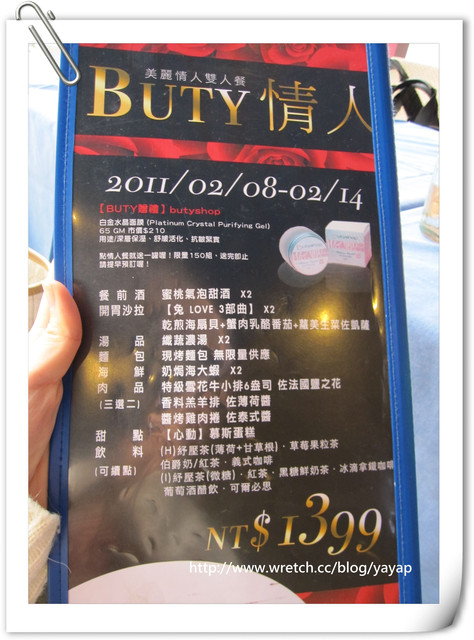 美麗情人雙人餐
BUTY 情人
2011/02/08-02/14
【BUTY贈禮】butyshop
白金水晶面膜 (Platinum Crystal Purifying Gel)
65 GM 市價$210
用途/深層保溼、舒緩活化、抗皺緊實
點情人餐就送一罐喔！限量150組，送完即止
請提早預訂喔！
餐前酒 蜜桃氣泡甜酒 X2
開胃沙拉 【兔 LOVE 3部曲】 X2
乾煎海扇貝+蟹肉乳酪番茄+蘿美生菜佐凱薩
湯品 纖蔬濃湯 X2
麵包 現烤麵包 無限量供應
海鮮 奶焗海大蝦 X2
肉品 特級雪花牛小排6盎司 佐法國鹽之花
(三選二) 香料羔羊排 佐薄荷醬
醬烤雞肉捲 佐泰式醬
甜點 【心動】慕斯蛋糕
飲料 (H)紓壓茶(薄荷+甘草根)．草莓果粒茶
(可續點) 伯爵奶/紅茶．義式咖啡
(I)紓壓茶(微糖)．紅茶．黑糖鮮奶茶．冰滴拿鐵咖啡
葡萄酒醋飲．可爾必思
NT$1399
http://www.wretch.cc/blog/yayap